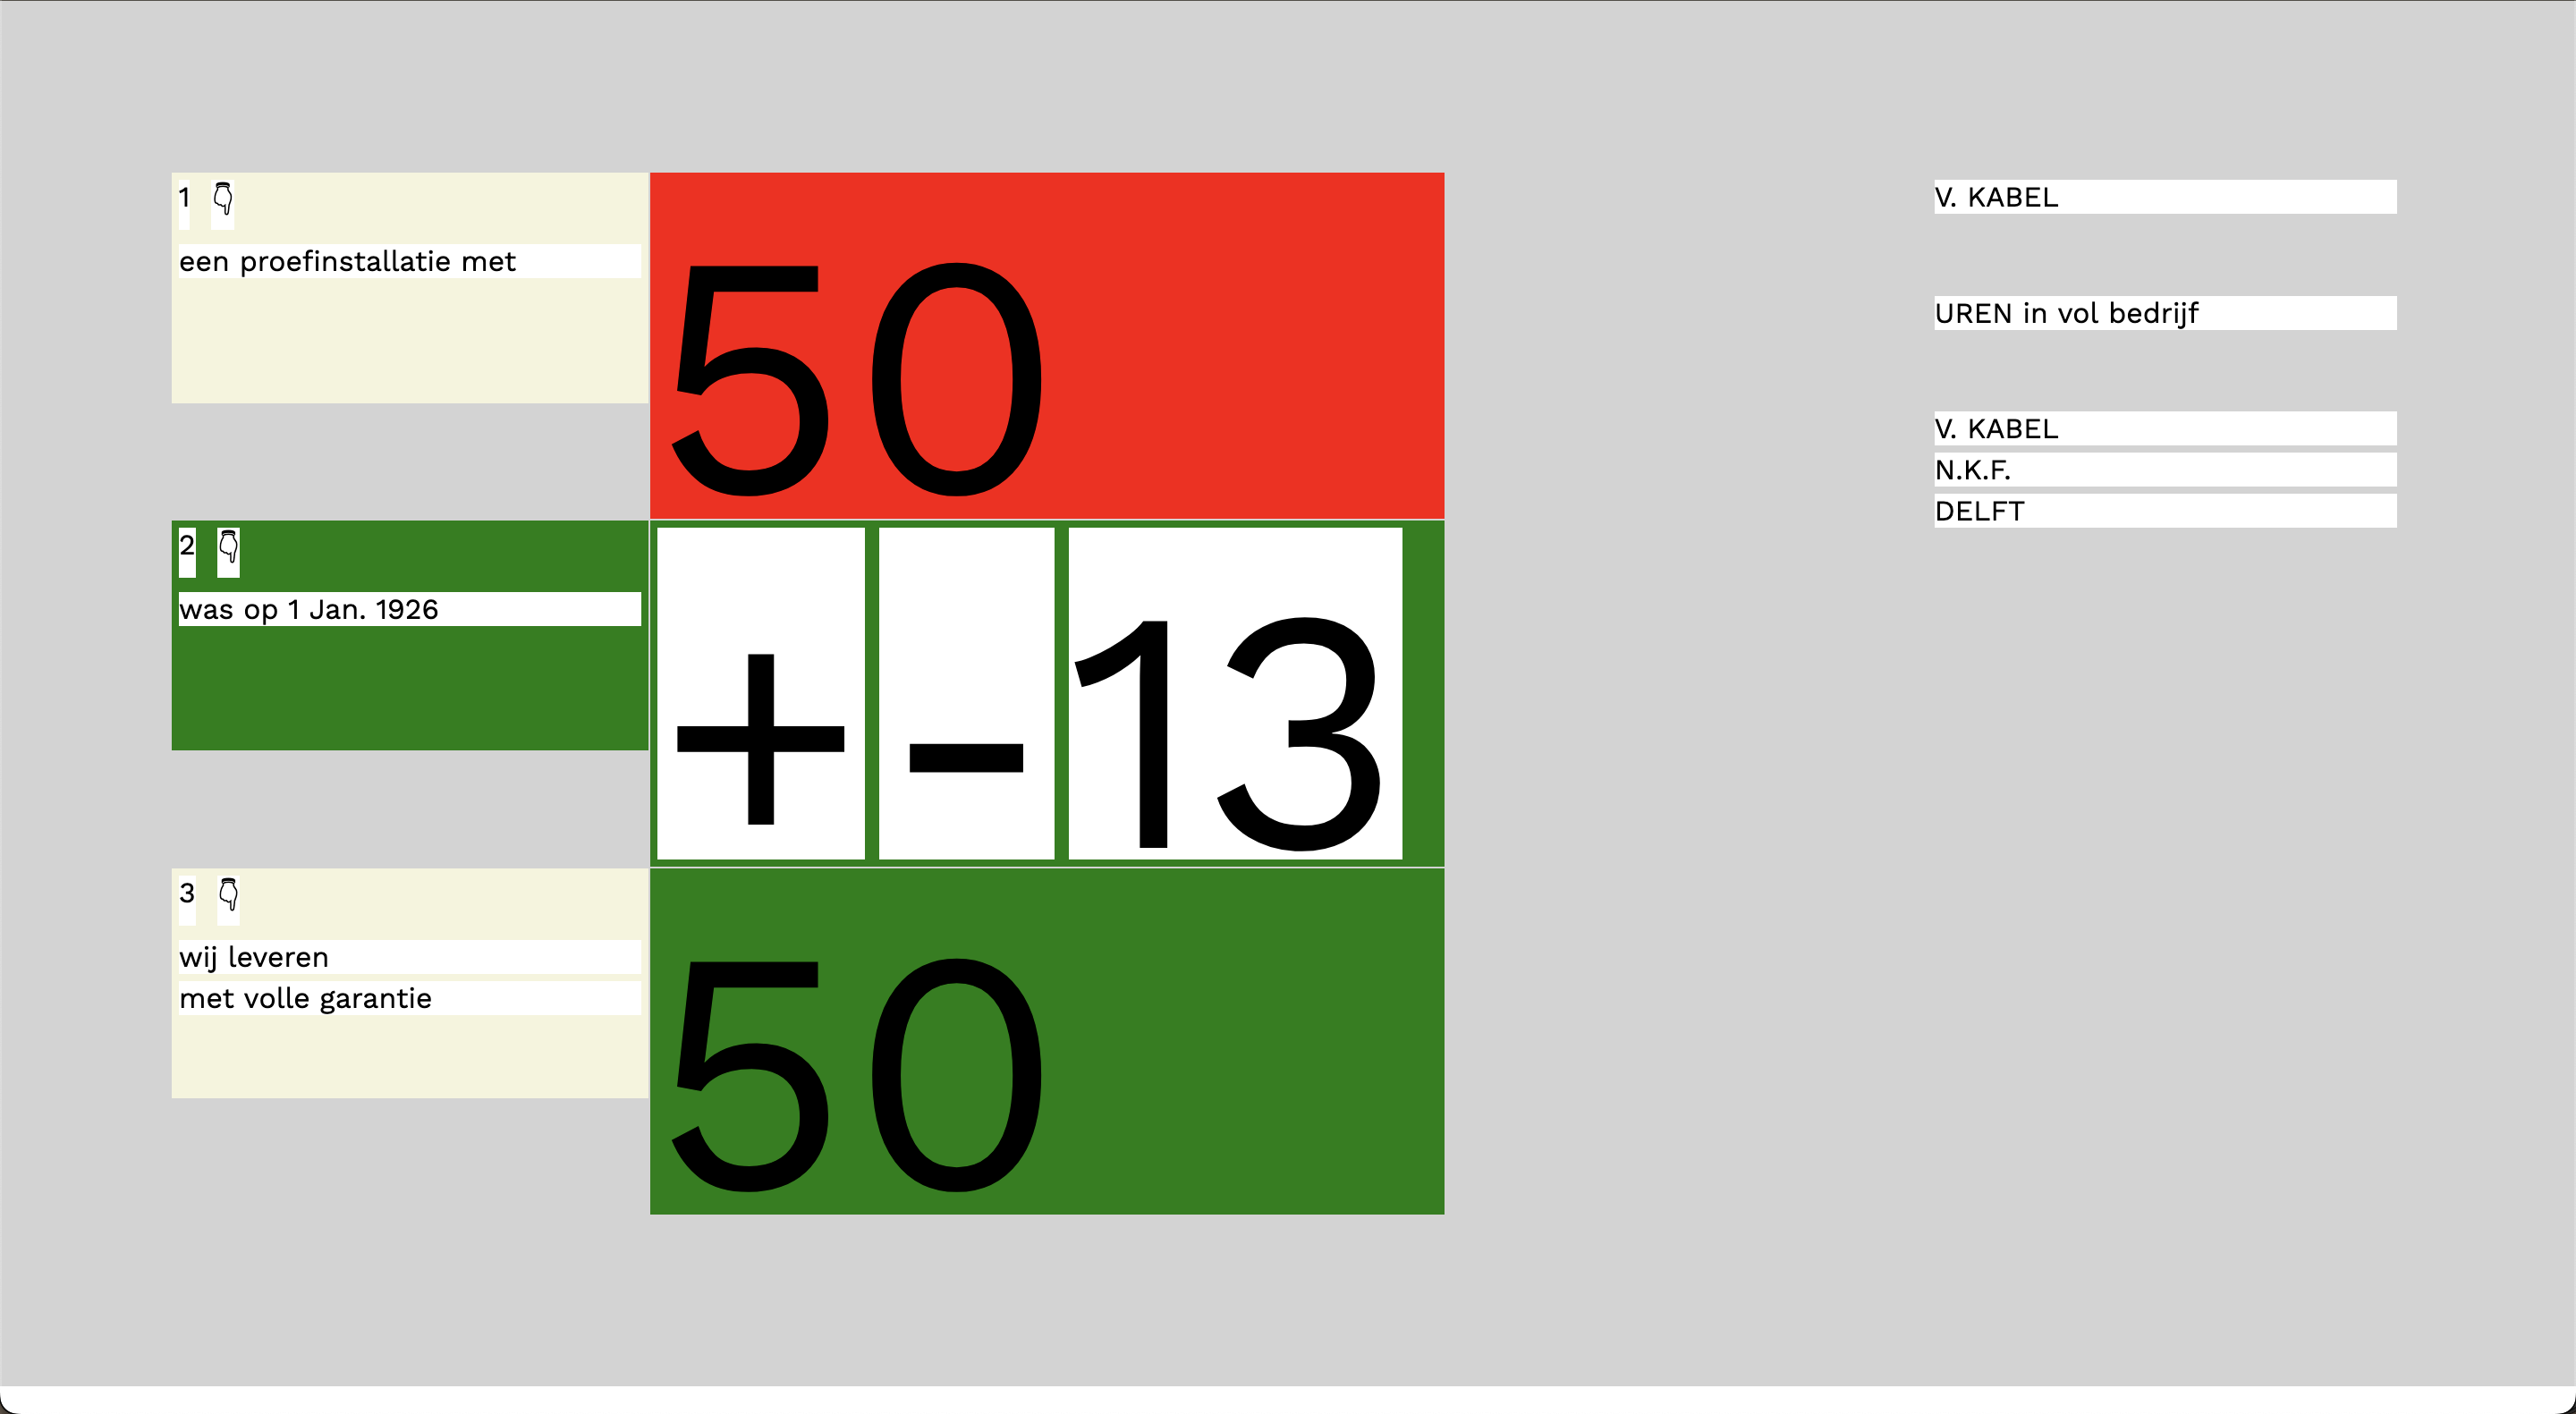 1 👇
een proefinstallatie met
50
V. KABEL
UREN in vol bedrijf
V. KABEL
N.K.F.
DELFT
2 👇
was op 1 Jan. 1926
+ - 13
3 👇
wij leveren
met volle garantie
50